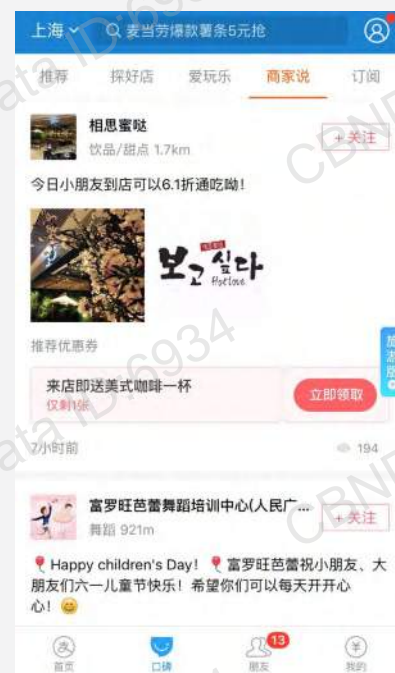 上海
麦当劳爆款薯条5元抢
推荐 探好店 爱玩乐 商家说 订阅
相思蜜哒
饮品/甜点 1.7km
+关注
今日小朋友到店可以6.1折通吃呦!
보고싶다
Hotlove
推荐优惠券
来店即送美式咖啡一杯
仅剩1张
立即领取
7小时前
194
富罗旺芭蕾舞蹈培训中心(人民广...
舞蹈 921m
+关注
🎈Happy children's Day! 🎈富罗旺芭蕾祝小朋友、大
朋友们六一儿童节快乐!希望你们可以每天开开心
心!😄
首页 口碑 朋友 13 我的
CBNData ID:6934